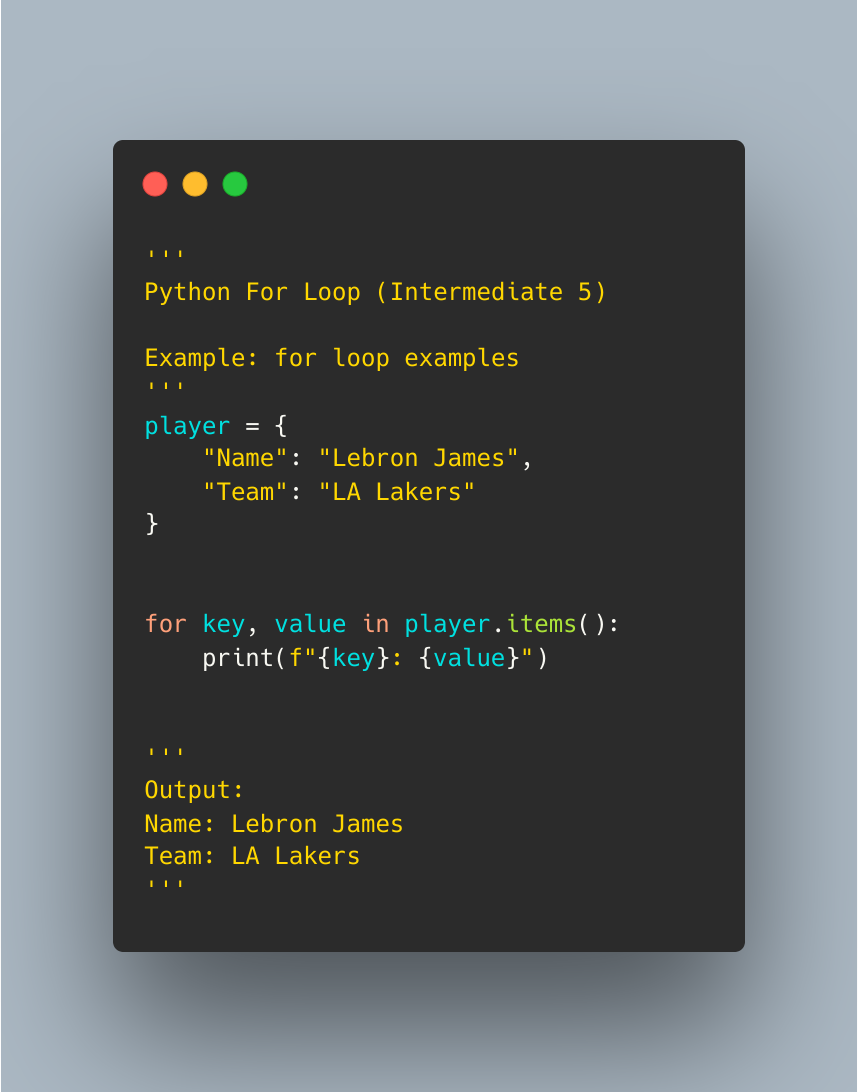 '''
Python For Loop (Intermediate 5)
Example: for loop examples
'''
player = {
    "Name": "Lebron James",
    "Team": "LA Lakers"
}
for key, value in player.items():
    print(f"{key}: {value}")
'''
Output:
Name: Lebron James
Team: LA Lakers
'''